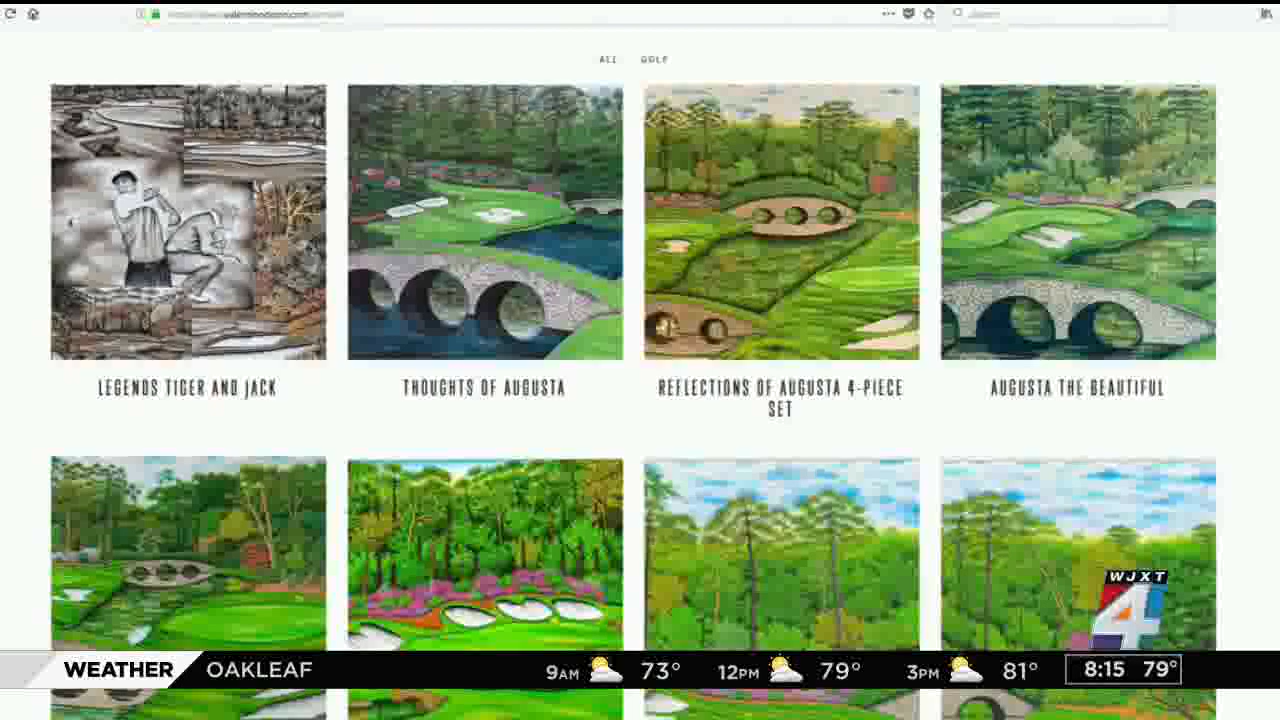 ALL GOLF
LEGENDS TIGER AND JACK
THOUGHTS OF AUGUSTA
REFLECTIONS OF AUGUSTA 4-PIECE
SET
AUGUSTA THE BEAUTIFUL
WJXT
4
WEATHER OAKLEAF 9AM 73° 12PM 79° 3PM 81° 8:15 79°